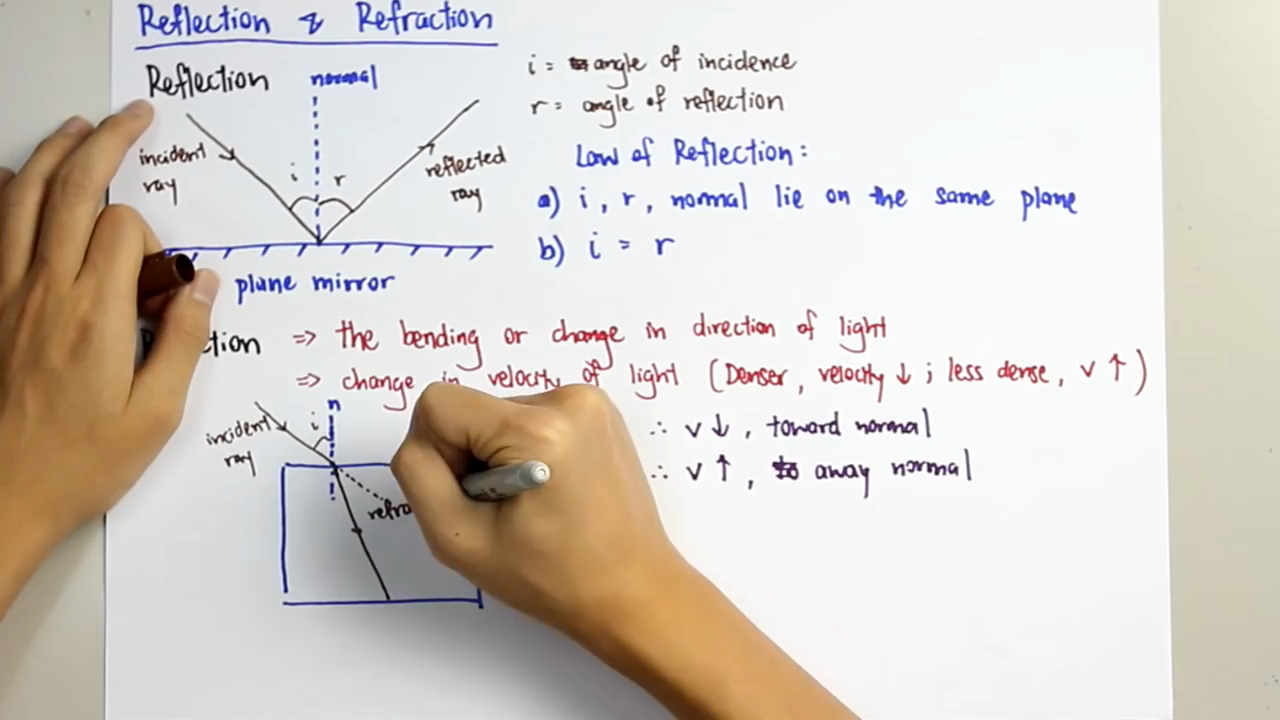 Reflection & Refraction
Reflection
normal
i = angle of incidence
r = angle of reflection
incident
ray
i
r
reflected
ray
Law of Reflection:
a) i, r, normal lie on the same plane
b) i = r
plane mirror
⇒ the bending or change in direction of light
⇒ change in velocity of light (Denser, velocity ↓ ; less dense, v ↑)
n
incident
ray
i
∴ v ↓, toward normal
∴ v ↑, away normal